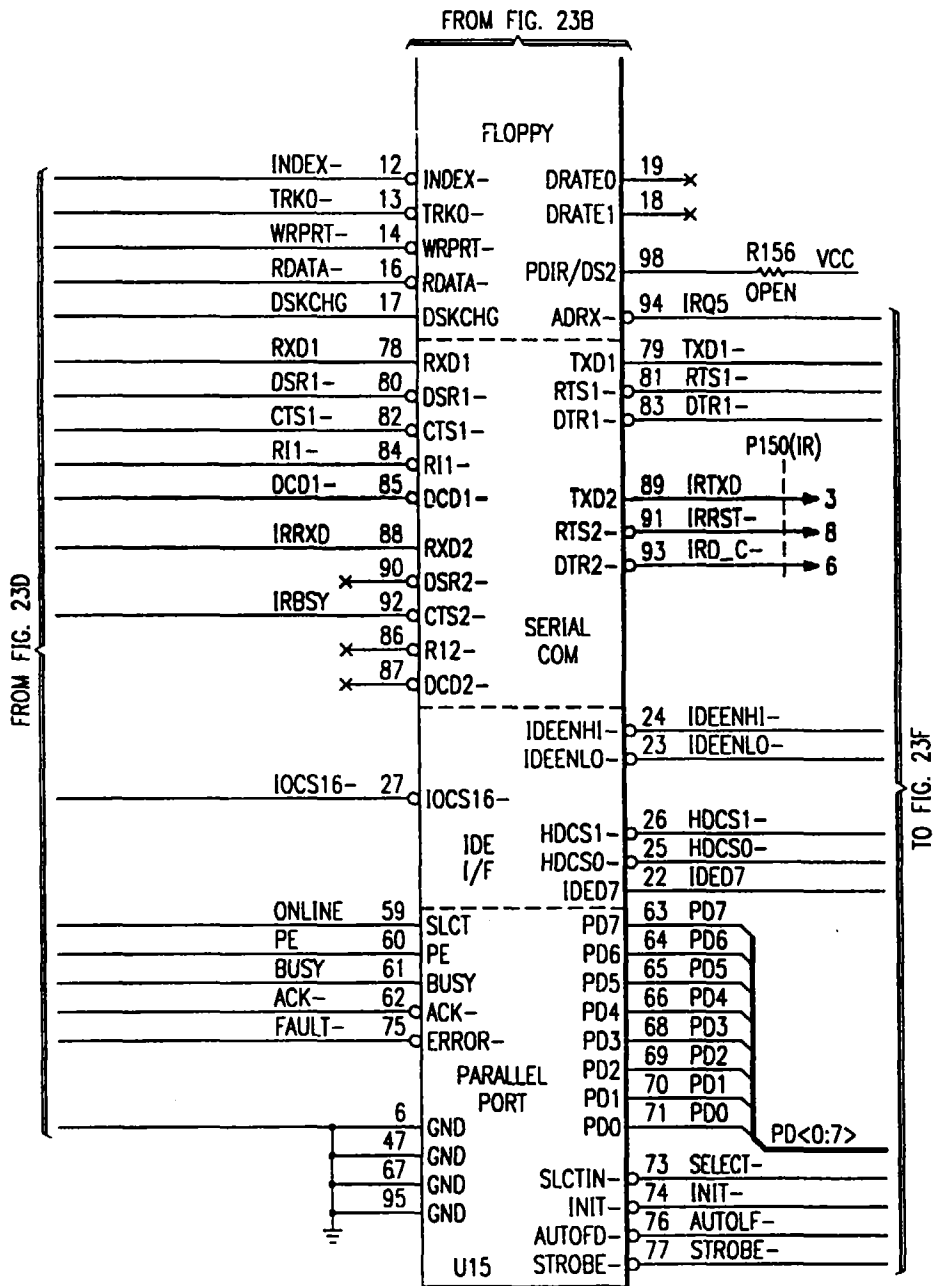 FROM FIG. 23B
FLOPPY
INDEX- 12 INDEX- DRATE0 19
TRK0- 13 TRK0- DRATE1 18
WRPRT- 14 WRPRT-
PDIR/DS2 98 R156 VCC
OPEN
RDATA- 16 RDATA-
DSKCHG 17 DSKCHG ADRX- 94 IRQ5
RXD1 78 RXD1 TXD1 79 TXD1-
DSR1- 80 DSR1- RTS1- 81 RTS1-
CTS1- 82 CTS1- DTR1- 83 DTR1-
RI1- 84 RI1- P150(IR)
DCD1- 85 DCD1- TXD2 89 IRTXD 3
RTS2- 91 IRRST- 8
IRRXD 88 RXD2
DTR2- 93 IRD_C- 6
90 DSR2-
IRBSY 92 CTS2-
SERIAL
COM
86 R12-
87 DCD2-
FROM FIG. 23D
IDEENHI- 24 IDEENHI-
IDEENLO- 23 IDEENLO-
TO FIG. 23F
IOCS16- 27 IOCS16-
IDE
I/F
HDCS1- 26 HDCS1-
HDCS0- 25 HDCS0-
IDED7 22 IDED7
ONLINE 59 SLCT PD7 63 PD7
PE 60 PE PD6 64 PD6
BUSY 61 BUSY PD5 65 PD5
ACK- 62 ACK- PD4 66 PD4
FAULT- 75 ERROR- PD3 68 PD3
PARALLEL
PORT
PD2 69 PD2
PD1 70 PD1
6 GND PD0 71 PD0
PD<0:7>
47 GND
67 GND SLCTIN- 73 SELECT-
95 GND INIT- 74 INIT-
AUTOFD- 76 AUTOLF-
U15 STROBE- 77 STROBE-